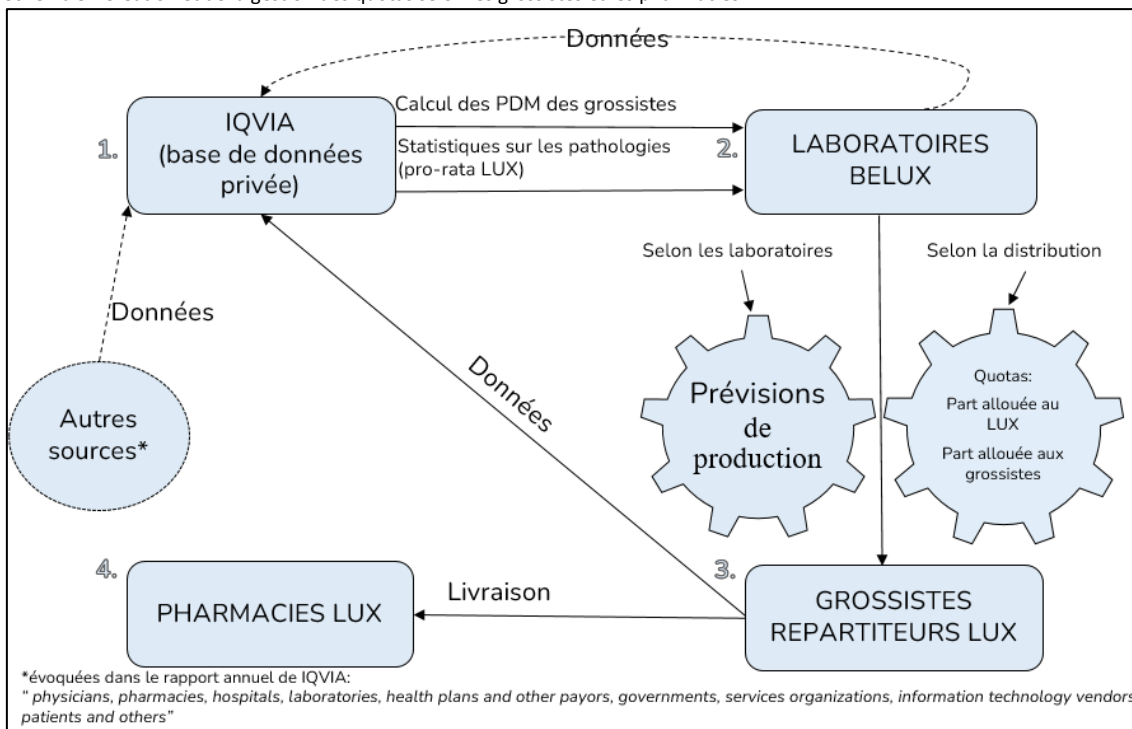 Données
1.
IQVIA
(base de données
privée)
Calcul des PDM des grossistes
Statistiques sur les pathologies
(pro-rata LUX)
2.
LABORATOIRES
BELUX
Selon les laboratoires
Selon la distribution
Données
Données
Autres
sources*
Prévisions
de
production
Quotas:
Part allouée au
LUX
Part allouée aux
grossistes
4.
PHARMACIES LUX
Livraison
3.
GROSSISTES
REPARTITEURS LUX
*évoquées dans le rapport annuel de IQVIA:
" physicians, pharmacies, hospitals, laboratories, health plans and other payors, governments, services organizations, information technology vendors
patients and others"